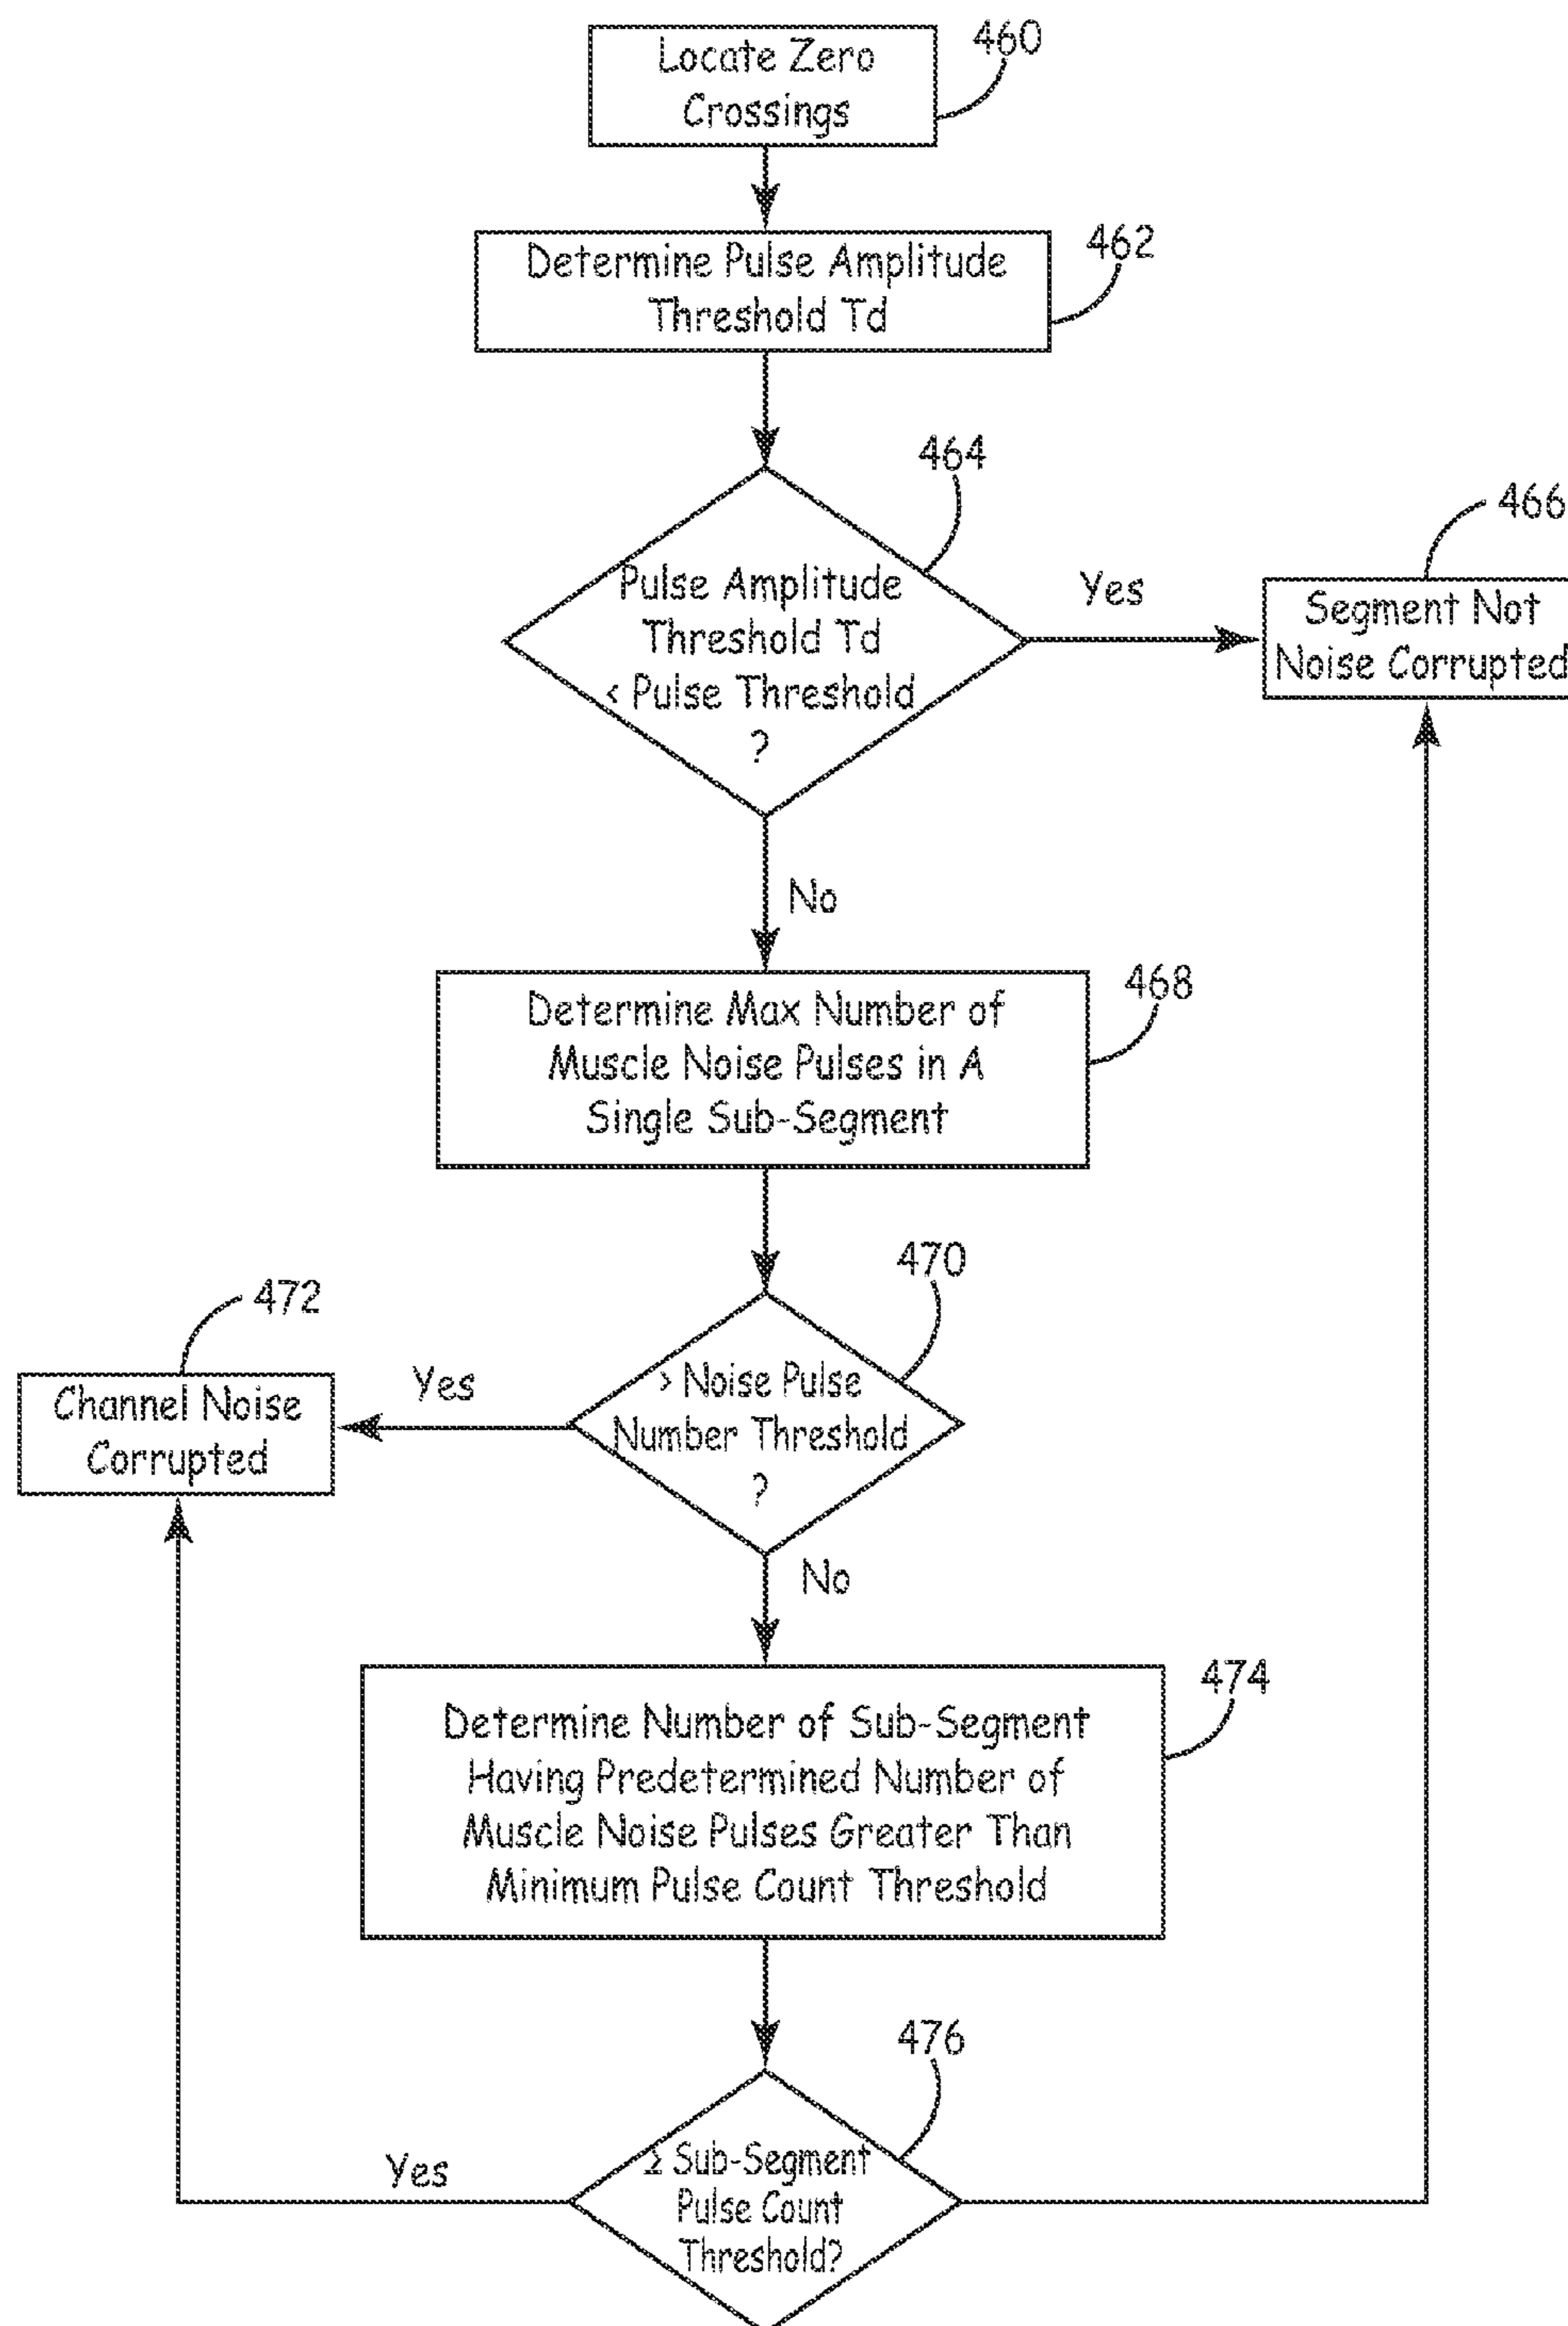 Locate Zero
Crossings
460
Determine Pulse Amplitude
Threshold Td
462
464
Pulse Amplitude
Threshold Td
< Pulse Threshold
?
Yes
466
Segment Not
Noise Corrupted
No
Determine Max Number of
Muscle Noise Pulses in A
Single Sub-Segment
468
470
> Noise Pulse
Number Threshold
?
Yes
472
Channel Noise
Corrupted
No
Determine Number of Sub-Segment
Having Predetermined Number of
Muscle Noise Pulses Greater Than
Minimum Pulse Count Threshold
474
476
≥ Sub-Segment
Pulse Count
Threshold?
Yes